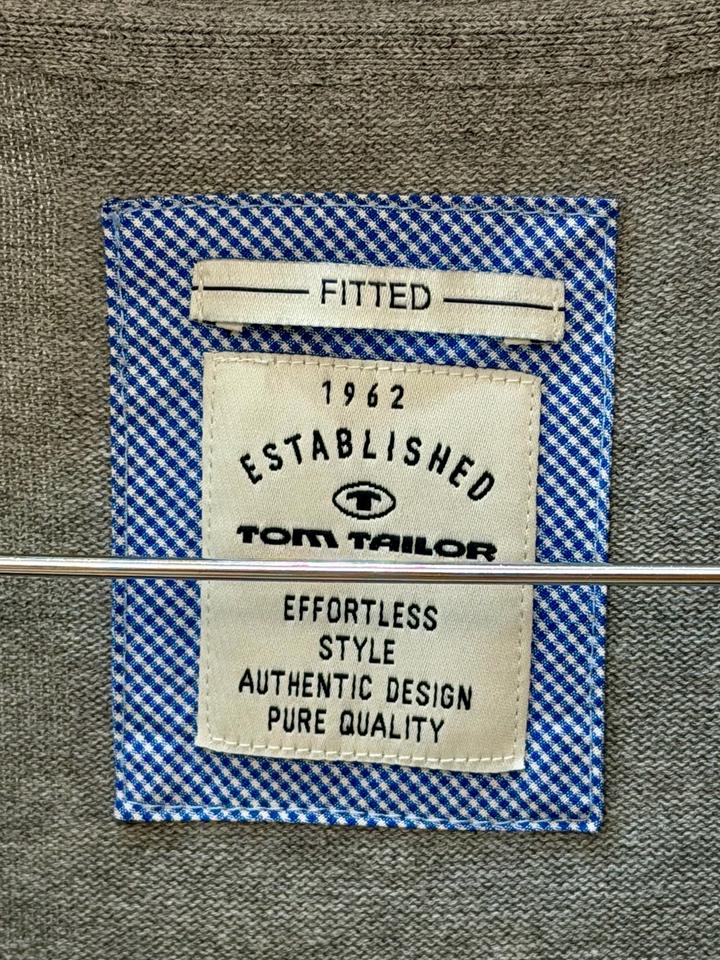 FITTED
1962
ESTABLISHED
T
TOM TAILOR
EFFORTLESS
STYLE
AUTHENTIC DESIGN
PURE QUALITY